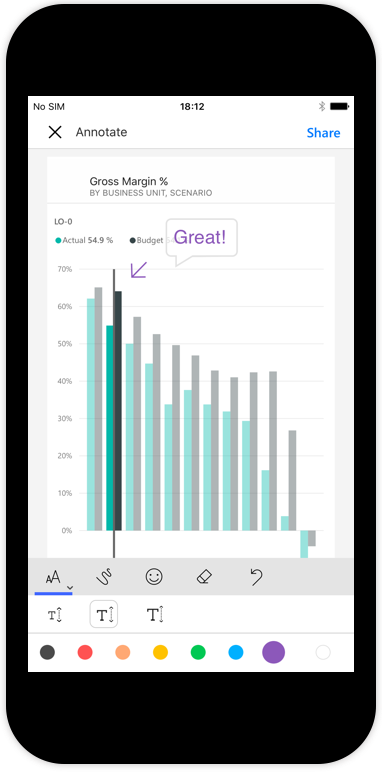 No SIM 18:12
Annotate Share
Gross Margin %
BY BUSINESS UNIT, SCENARIO
LO-0
Actual 54.9 % Budget
Great!
70%
60%
50%
40%
30%
20%
10%
0%
AA
T T T